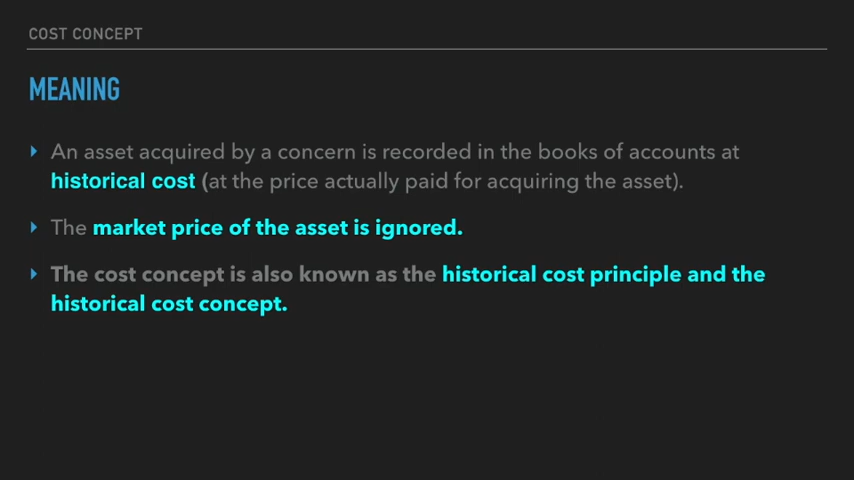 COST CONCEPT
MEANING
An asset acquired by a concern is recorded in the books of accounts at
historical cost (at the price actually paid for acquiring the asset).
The market price of the asset is ignored.
The cost concept is also known as the historical cost principle and the
historical cost concept.